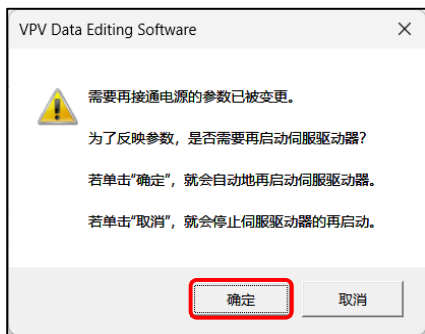 VPV Data Editing Software
需要再接通电源的参数已被变更。
为了反映参数，是否需要再启动伺服驱动器？
若单击“确定”，就会自动地再启动伺服驱动器。
若单击“取消”，就会停止伺服驱动器的再启动。
确定
取消